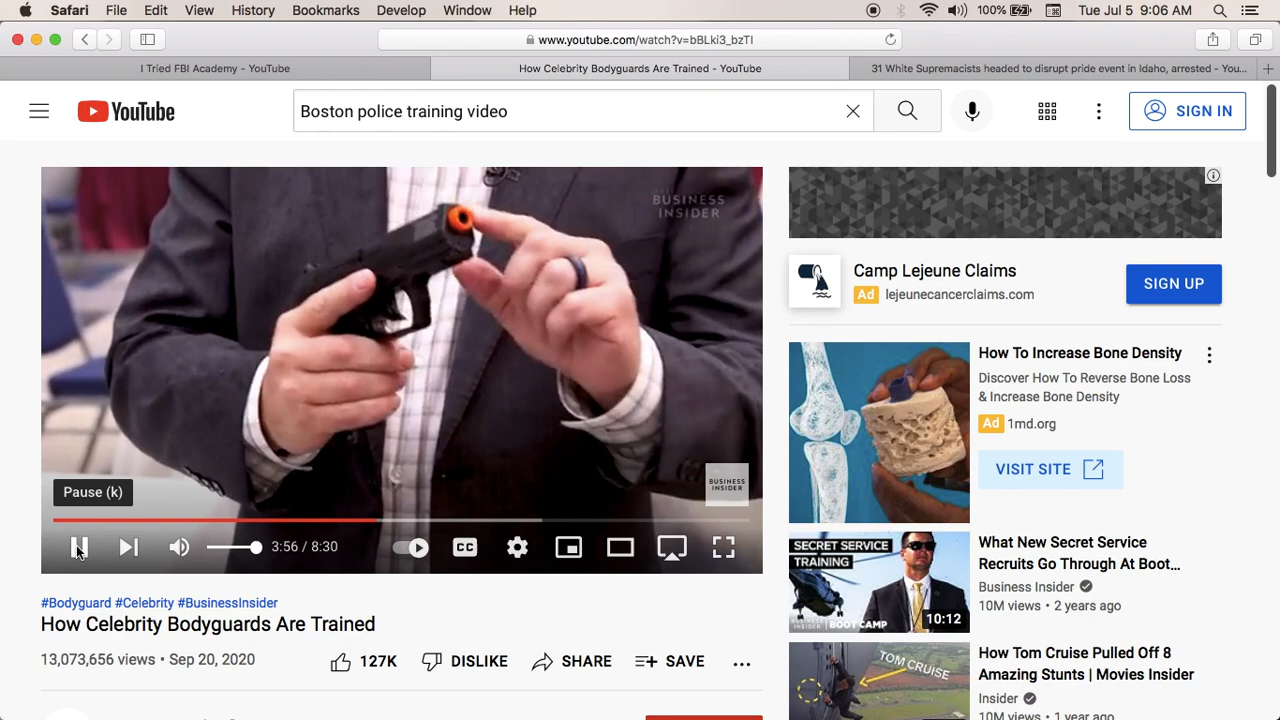 Safari File Edit View History Bookmarks Develop Window Help 100% Tue Jul 5 9:06 AM
www.youtube.com/watch?v=bBLki3_bzTI
I Tried FBI Academy - YouTube
How Celebrity Bodyguards Are Trained - YouTube
31 White Supremacists headed to disrupt pride event in Idaho, arrested - You...
YouTube
Boston police training video
SIGN IN
BUSINESS
INSIDER
BUSINESS
INSIDER
Pause (k)
3:56 / 8:30
CC
#Bodyguard #Celebrity #BusinessInsider
How Celebrity Bodyguards Are Trained
13,073,656 views • Sep 20, 2020
127K DISLIKE SHARE SAVE ...
Camp Lejeune Claims
Ad lejeunecancerclaims.com
SIGN UP
How To Increase Bone Density
Discover How To Reverse Bone Loss
& Increase Bone Density
Ad 1md.org
VISIT SITE
SECRET SERVICE
TRAINING
BOOT CAMP
10:12
What New Secret Service
Recruits Go Through At Boot...
Business Insider
10M views • 2 years ago
TOM CRUISE
How Tom Cruise Pulled Off 8
Amazing Stunts | Movies Insider
Insider
10M views • 1 year ago